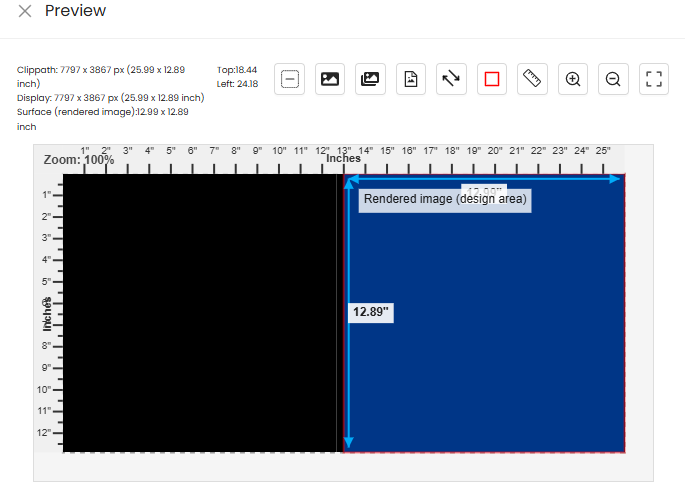 Preview
Clippath: 7797 x 3867 px (25.99 x 12.89
inch)
Display: 7797 x 3867 px (25.99 x 12.89 inch)
Surface (rendered image):12.99 x 12.89
inch
Top:18.44
Left: 24.18
Zoom: 100%
1" 2" 3" 4" 5" 6" 7" 8" 9" 10" 11" 12" 13" 14" 15" 16" 17" 18" 19" 20" 21" 22" 23" 24" 25"
Inches
12.99"
Rendered image (design area)
1"
2"
3"
4"
5"
6"
Inches
7"
8"
9"
10"
11"
12"
12.89"